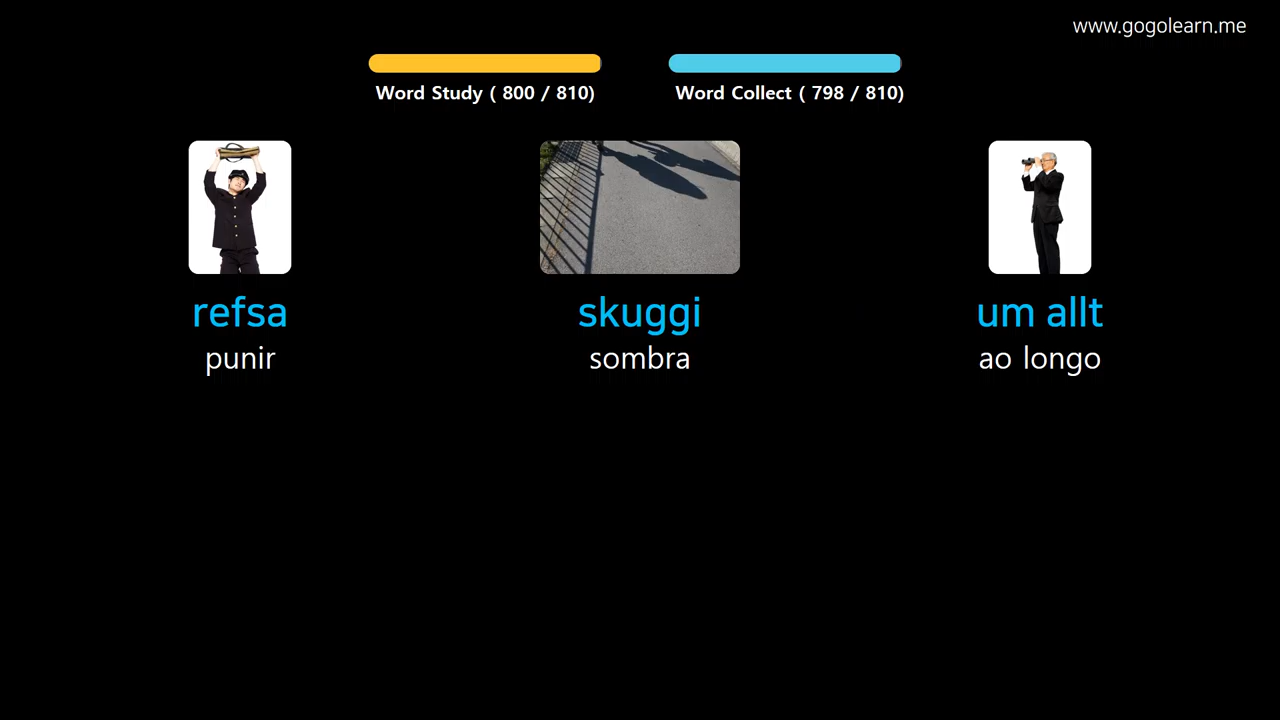 www.gogolearn.me
Word Study ( 800 / 810)
Word Collect ( 798 / 810)
refsa
punir
skuggi
sombra
um allt
ao longo